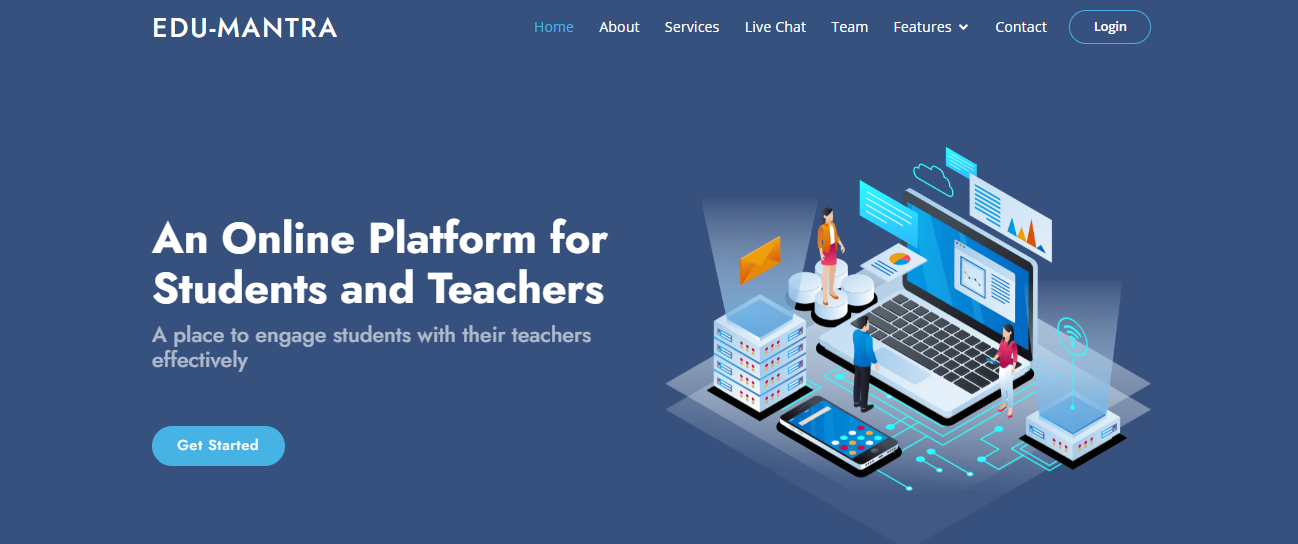 EDU-MANTRA
Home About Services Live Chat Team Features Contact Login
An Online Platform for
Students and Teachers
A place to engage students with their teachers
effectively
Get Started